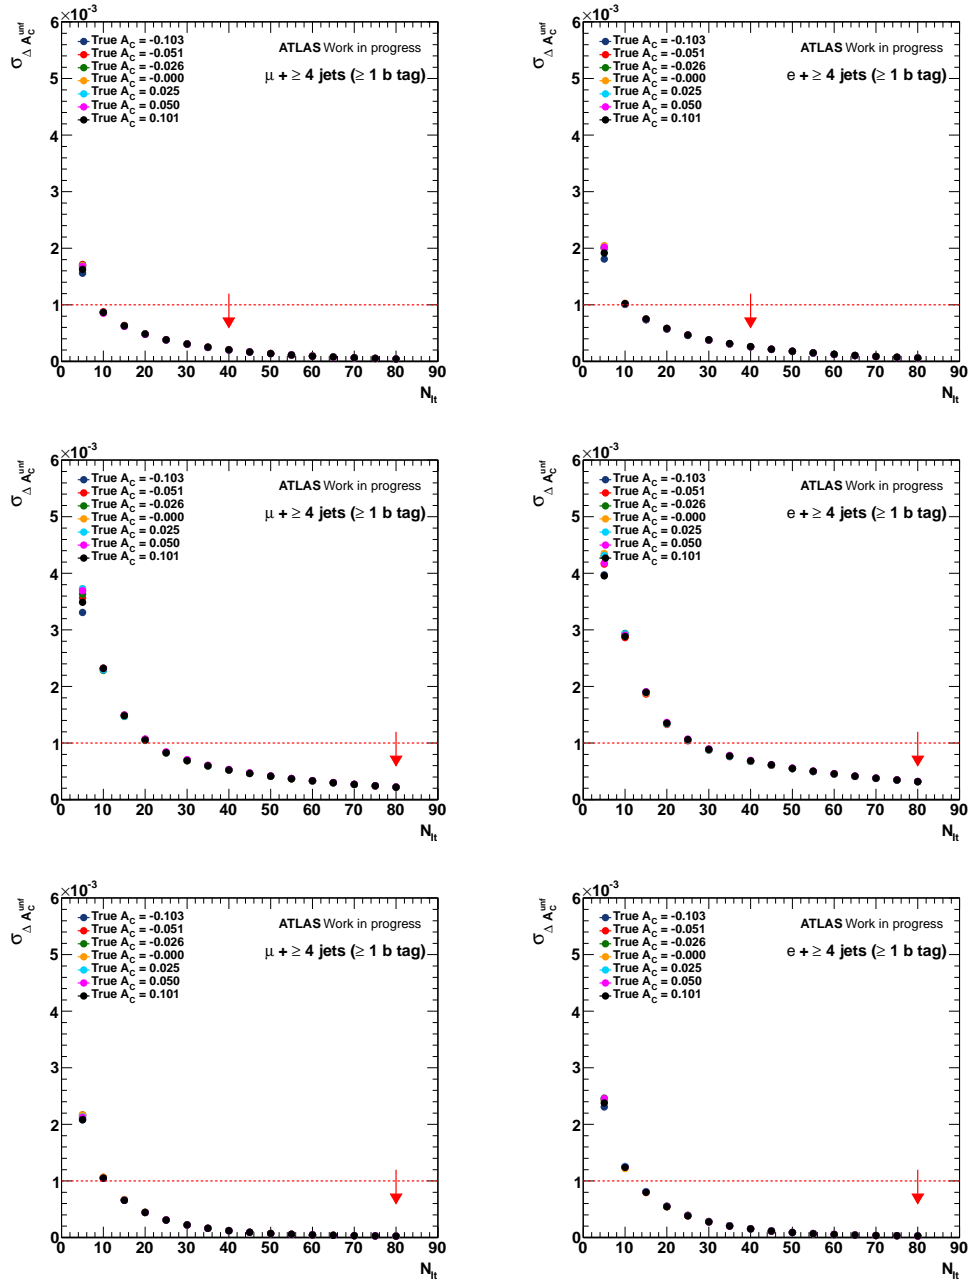 ×10⁻³
σ_Δ A_C^unf
True A_C = -0.103
True A_C = -0.051
True A_C = -0.026
True A_C = -0.000
True A_C = 0.025
True A_C = 0.050
True A_C = 0.101
ATLAS Work in progress
μ + ≥ 4 jets (≥ 1 b tag)
6
5
4
3
2
1
0
0 10 20 30 40 50 60 70 80 90
N_It
×10⁻³
σ_Δ A_C^unf
True A_C = -0.103
True A_C = -0.051
True A_C = -0.026
True A_C = -0.000
True A_C = 0.025
True A_C = 0.050
True A_C = 0.101
ATLAS Work in progress
e + ≥ 4 jets (≥ 1 b tag)
6
5
4
3
2
1
0
0 10 20 30 40 50 60 70 80 90
N_It
×10⁻³
σ_Δ A_C^unf
True A_C = -0.103
True A_C = -0.051
True A_C = -0.026
True A_C = -0.000
True A_C = 0.025
True A_C = 0.050
True A_C = 0.101
ATLAS Work in progress
μ + ≥ 4 jets (≥ 1 b tag)
6
5
4
3
2
1
0
0 10 20 30 40 50 60 70 80 90
N_It
×10⁻³
σ_Δ A_C^unf
True A_C = -0.103
True A_C = -0.051
True A_C = -0.026
True A_C = -0.000
True A_C = 0.025
True A_C = 0.050
True A_C = 0.101
ATLAS Work in progress
e + ≥ 4 jets (≥ 1 b tag)
6
5
4
3
2
1
0
0 10 20 30 40 50 60 70 80 90
N_It
×10⁻³
σ_Δ A_C^unf
True A_C = -0.103
True A_C = -0.051
True A_C = -0.026
True A_C = -0.000
True A_C = 0.025
True A_C = 0.050
True A_C = 0.101
ATLAS Work in progress
μ + ≥ 4 jets (≥ 1 b tag)
6
5
4
3
2
1
0
0 10 20 30 40 50 60 70 80 90
N_It
×10⁻³
σ_Δ A_C^unf
True A_C = -0.103
True A_C = -0.051
True A_C = -0.026
True A_C = -0.000
True A_C = 0.025
True A_C = 0.050
True A_C = 0.101
ATLAS Work in progress
e + ≥ 4 jets (≥ 1 b tag)
6
5
4
3
2
1
0
0 10 20 30 40 50 60 70 80 90
N_It